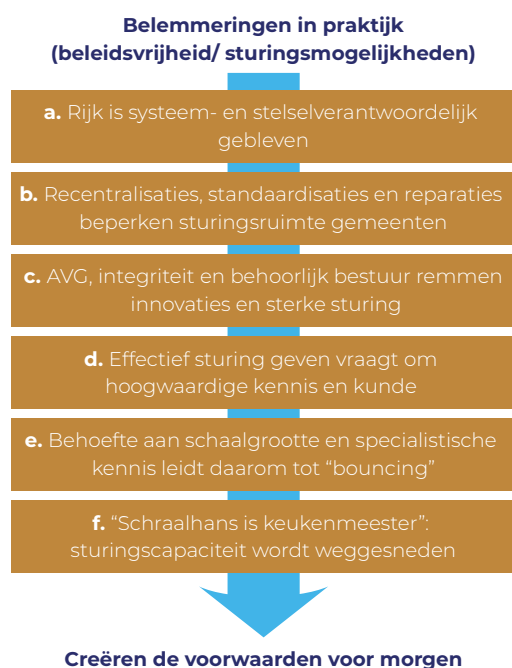 Belemmeringen in praktijk
(beleidsvrijheid/ sturingsmogelijkheden)
a. Rijk is systeem- en stelselverantwoordelijk
gebleven
b. Recentralisaties, standaardisaties en reparaties
beperken sturingsruimte gemeenten
c. AVG, integriteit en behoorlijk bestuur remmen
innovaties en sterke sturing
d. Effectief sturing geven vraagt om
hoogwaardige kennis en kunde
e. Behoefte aan schaalgrootte en specialistische
kennis leidt daarom tot “bouncing”
f. “Schraalhans is keukenmeester”:
sturingscapaciteit wordt weggesneden
Creëren de voorwaarden voor morgen